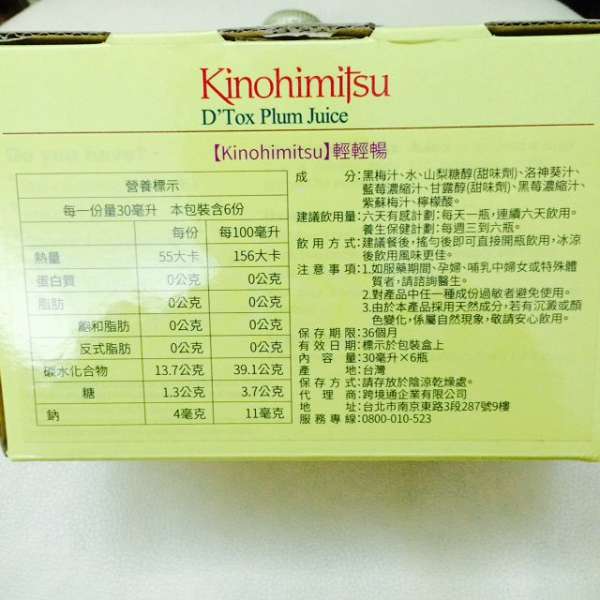 Kinohimitsu
D'Tox Plum Juice
【Kinohimitsu】輕輕暢
營養標示
每一份量30毫升 本包裝含6份
每份 每100毫升
熱量 55大卡 156大卡
蛋白質 0公克 0公克
脂肪 0公克 0公克
飽和脂肪 0公克 0公克
反式脂肪 0公克 0公克
碳水化合物 13.7公克 39.1公克
糖 1.3公克 3.7公克
鈉 4毫克 11毫克
成分:黑梅汁、水、山梨糖醇(甜味劑)、洛神葵汁、
藍莓濃縮汁、甘露醇(甜味劑)、黑莓濃縮汁、
紫蘇梅汁、檸檬酸。
建議飲用量:六天有感計劃:每天一瓶,連續六天飲用。
養生保健計劃:每週三到六瓶。
飲用方式:建議餐後,搖勻後即可直接開瓶飲用,冰涼
後飲用風味更佳。
注意事項:1.如服藥期間、孕婦、哺乳中婦女或特殊體
質者,請諮詢醫生。
2.對產品中任一種成份過敏者避免使用。
3.由於本產品採用天然成分,若有沉澱或顏
色變化,係屬自然現象,敬請安心飲用。
保存期限:36個月
有效日期:標示於包裝盒上
內容量:30毫升×6瓶
產地:台灣
保存方式:請存放於陰涼乾燥處。
代理商:跨境通企業有限公司
地址:台北市南京東路3段287號9樓
服務專線:0800-010-523